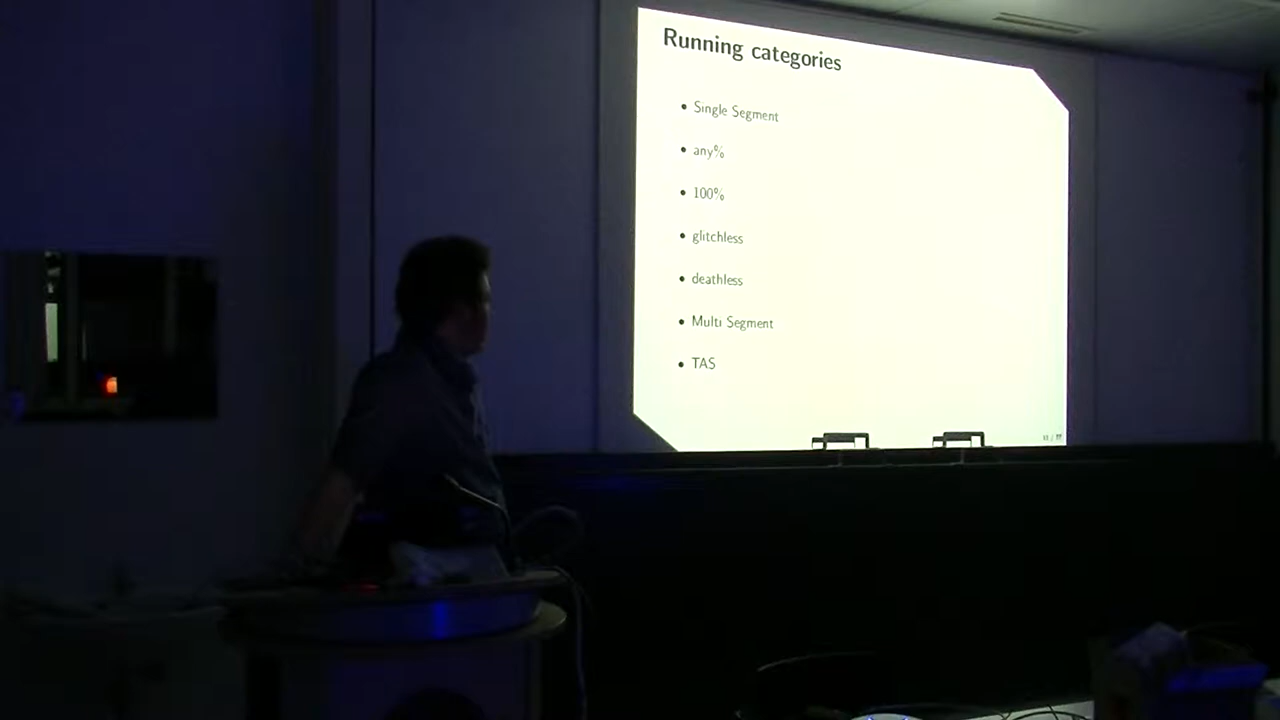 Running categories
Single Segment
any%
100%
glitchless
deathless
Multi Segment
TAS